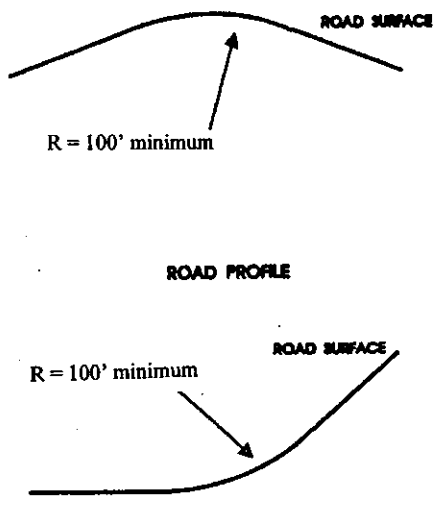 ROAD SURFACE
R = 100' minimum
ROAD PROFILE
ROAD SURFACE
R = 100' minimum